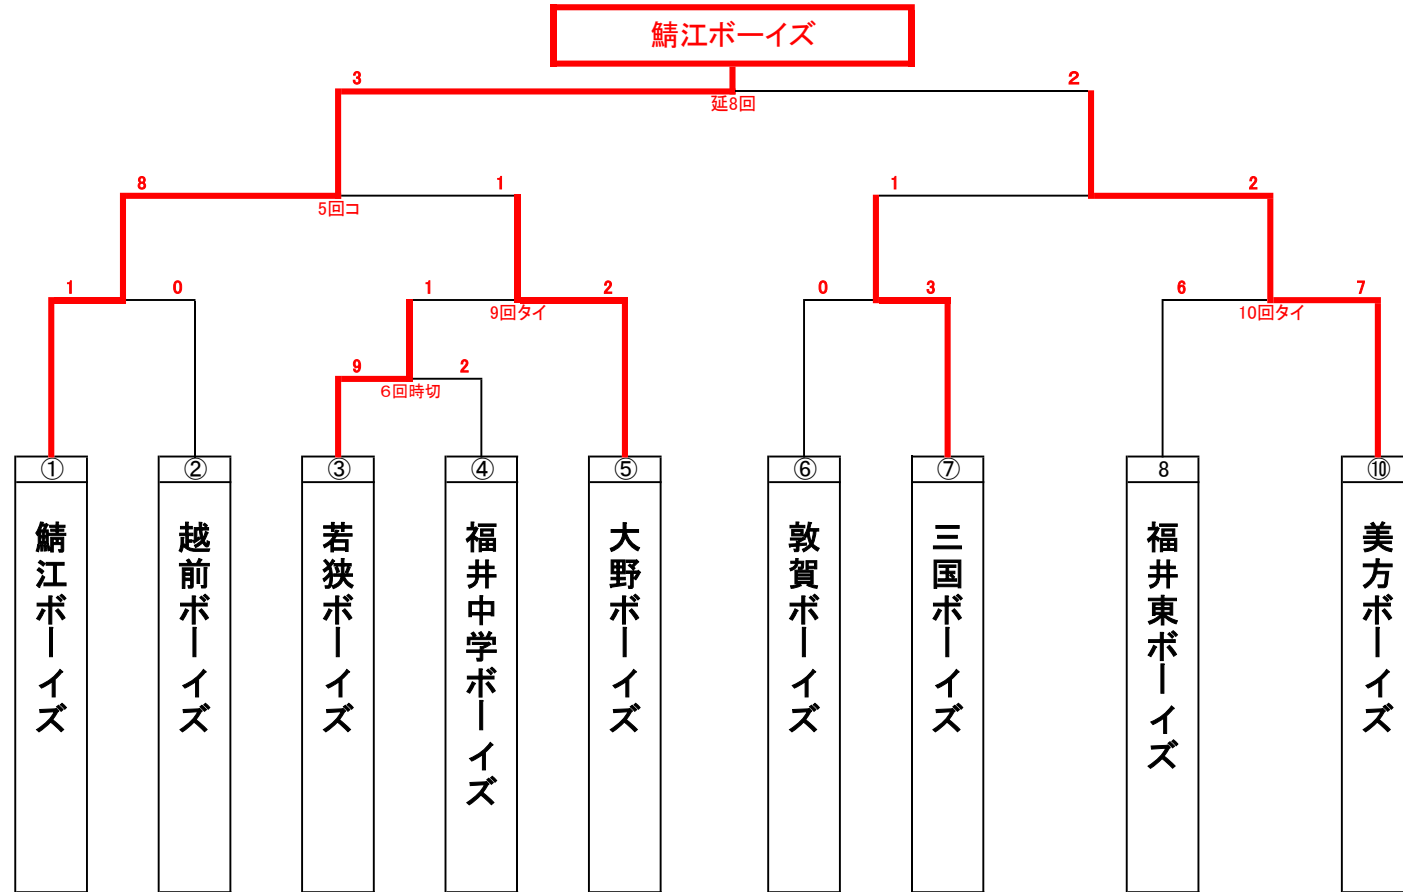 鯖江ボーイズ
3
2
延8回
8
1
1
2
5回コ
1
0
1
2
0
3
6
7
9回タイ
10回タイ
9
2
６回時切
①
②
③
④
⑤
⑥
⑦
8
⑩
鯖江ボーイズ
越前ボーイズ
若狭ボーイズ
福井中学ボーイズ
大野ボーイズ
敦賀ボーイズ
三国ボーイズ
福井東ボーイズ
美方ボーイズ